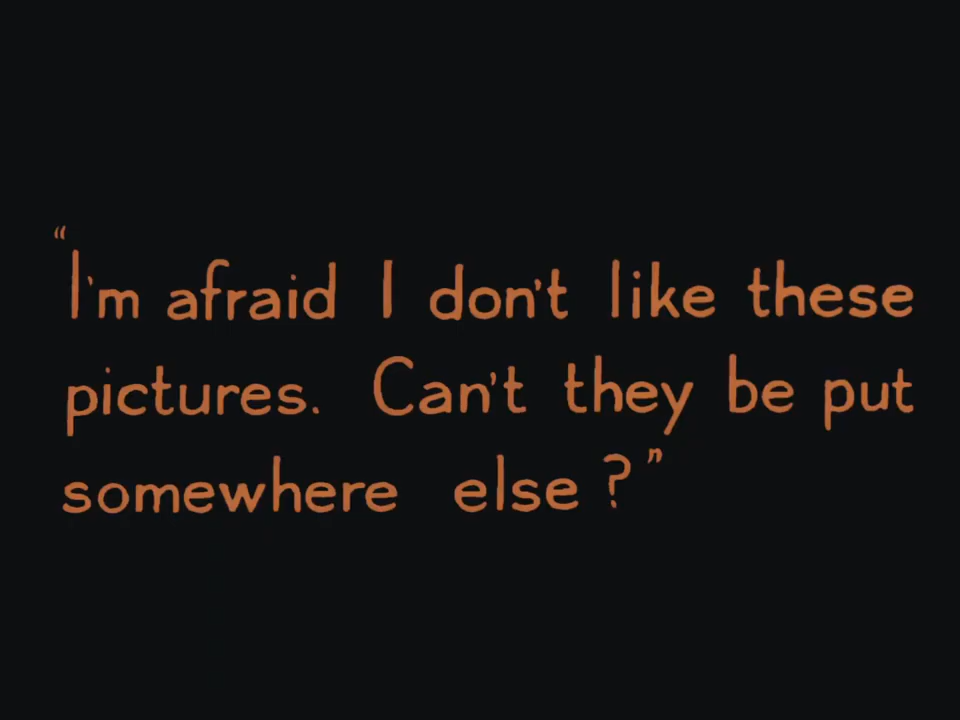 "I'm afraid I don't like these
pictures. Can't they be put
somewhere else?"